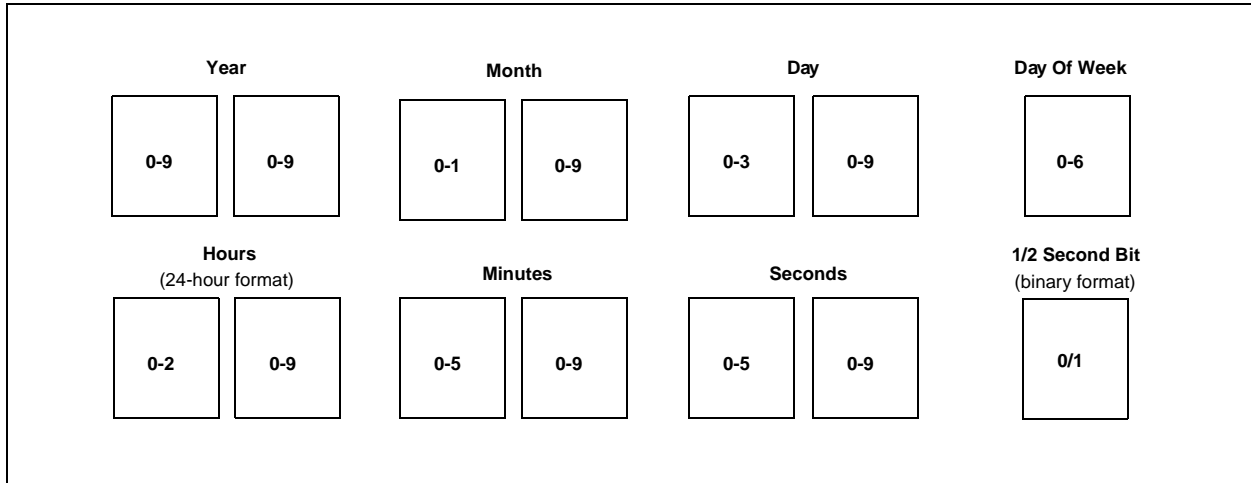 Year Month Day Day Of Week
0-9 0-9 0-1 0-9 0-3 0-9 0-6
Hours
(24-hour format)
Minutes Seconds
1/2 Second Bit
(binary format)
0-2 0-9 0-5 0-9 0-5 0-9 0/1